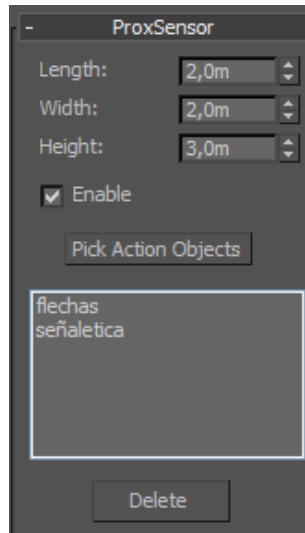 - ProxSensor
Length: 2,0m
Width: 2,0m
Height: 3,0m
Enable
Pick Action Objects
flechas
señaletica
Delete